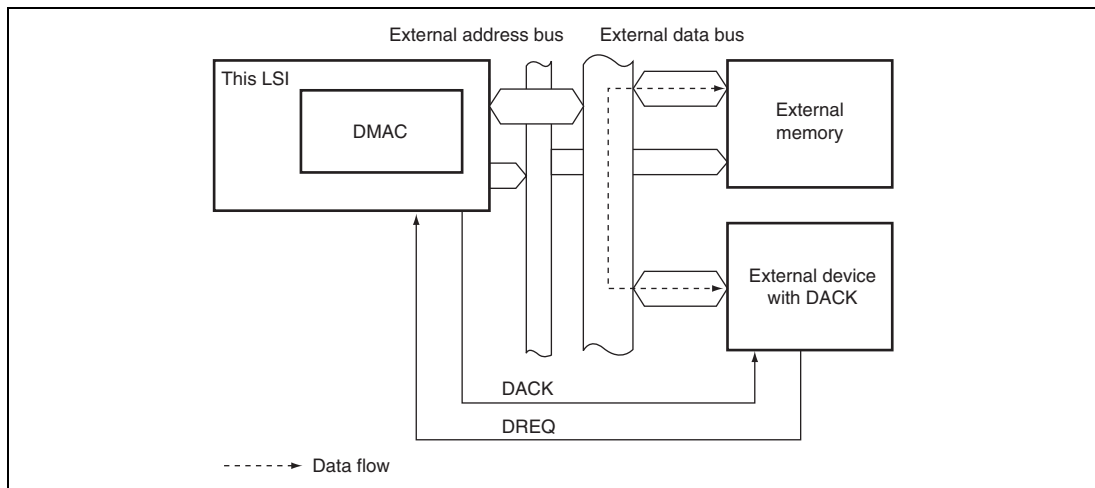 External address bus
External data bus
This LSI
DMAC
External
memory
External device
with DACK
DACK
DREQ
Data flow